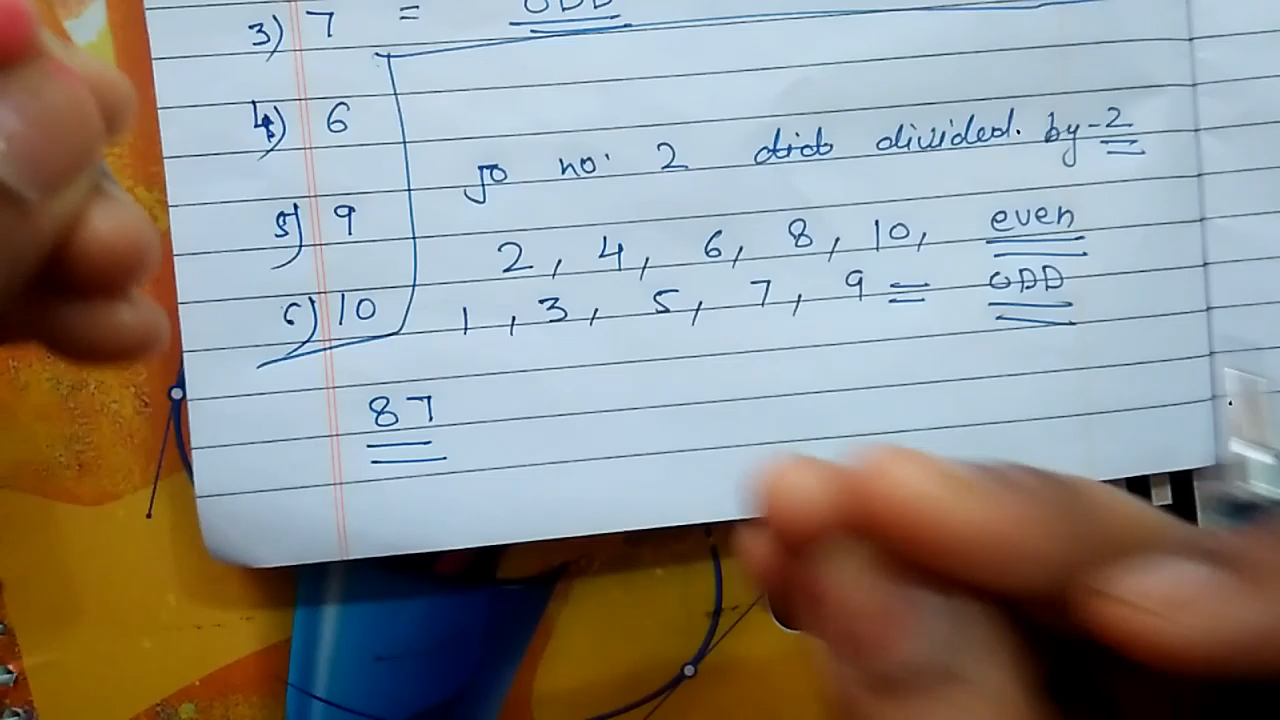 3) 7 = ODD
4) 6
jo no. 2 divided. by - 2
5) 9
2, 4, 6, 8, 10, even
6) 10
1, 3, 5, 7, 9 = ODD
87